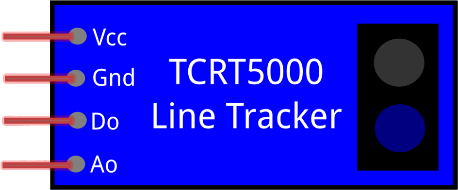 Vcc
Gnd
Do
Ao
TCRT5000
Line Tracker